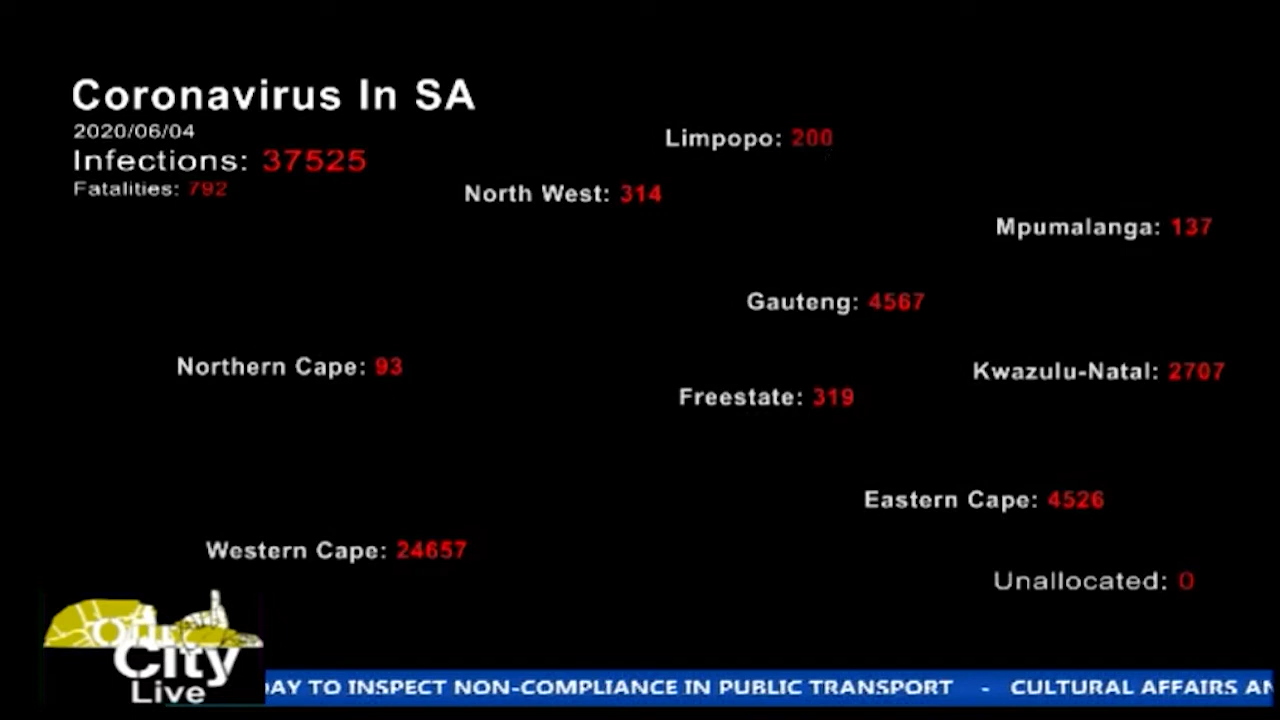 Coronavirus In SA
2020/06/04
Infections: 37525
Fatalities: 792
Limpopo: 200
North West: 314
Mpumalanga: 137
Gauteng: 4567
Northern Cape: 93
Kwazulu-Natal: 2707
Freestate: 319
Eastern Cape: 4526
Western Cape: 24657
Unallocated: 0
our
City
Live
DAY TO INSPECT NON-COMPLIANCE IN PUBLIC TRANSPORT - CULTURAL AFFAIRS AN